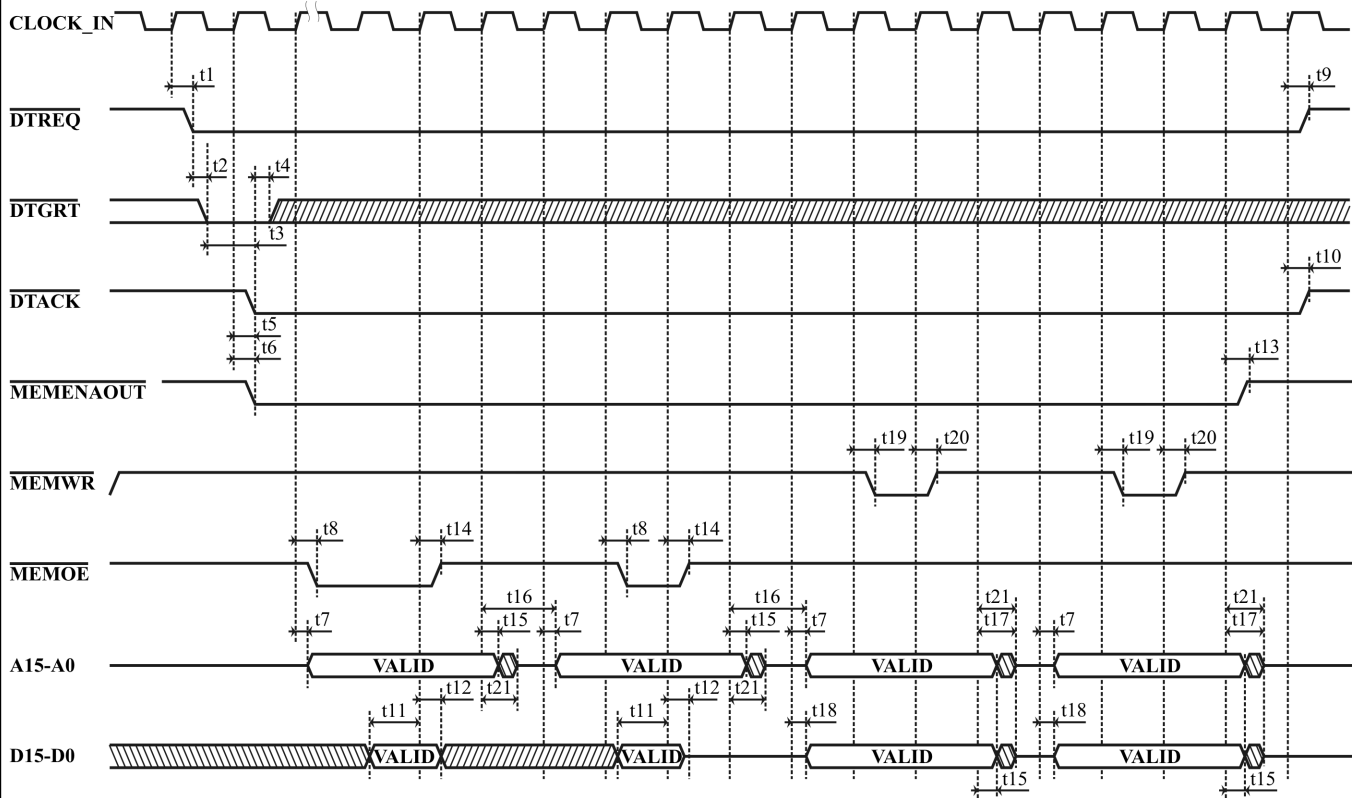 CLOCK_IN
t1 t9
DTREQ
t2 t4
DTGRT
t3
t10
DTACK
t5
t6
t13
MEMENAOUT
t19 t20 t19 t20
MEMWR
t8 t14 t8 t14
MEMOE
t16 t16 t21 t21
t7 t15 t7 t15 t7 t17 t7 t17
A15-A0 VALID VALID VALID VALID
t12 t21 t12 t21
t11 t11 t18 t18
D15-D0 VALID VALID VALID VALID
t15 t15